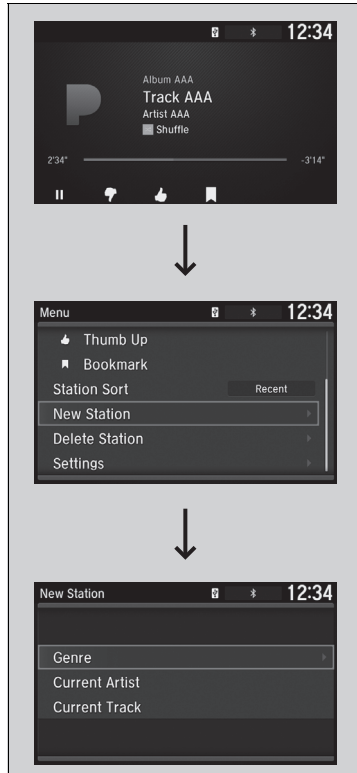 12:34
Album AAA
Track AAA
Artist AAA
Shuffle
2'34" -3'14"
Menu 12:34
Thumb Up
Bookmark
Station Sort Recent
New Station
Delete Station
Settings
New Station 12:34
Genre
Current Artist
Current Track